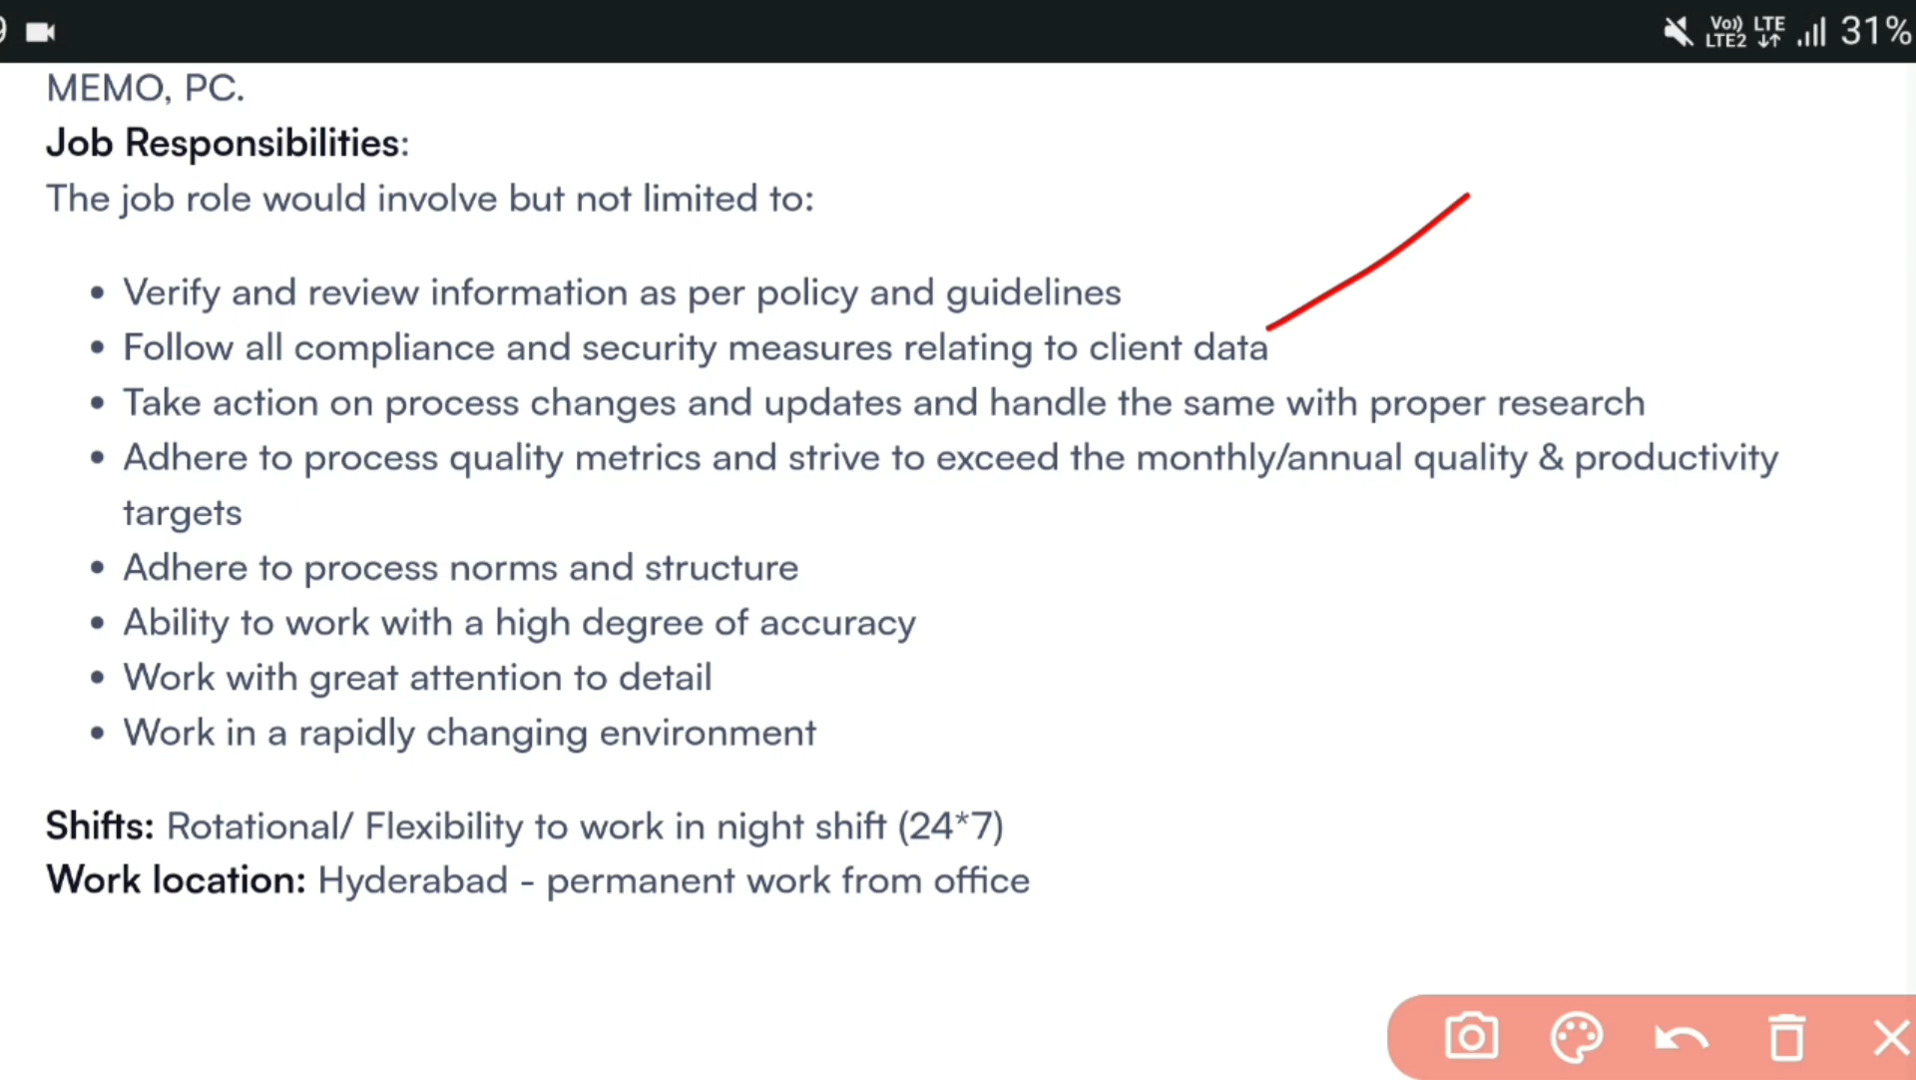 Vo)) LTE
LTE2
31%
MEMO, PC.
Job Responsibilities:
The job role would involve but not limited to:
• Verify and review information as per policy and guidelines
• Follow all compliance and security measures relating to client data
• Take action on process changes and updates and handle the same with proper research
• Adhere to process quality metrics and strive to exceed the monthly/annual quality & productivity
targets
• Adhere to process norms and structure
• Ability to work with a high degree of accuracy
• Work with great attention to detail
• Work in a rapidly changing environment
Shifts: Rotational/ Flexibility to work in night shift (24*7)
Work location: Hyderabad - permanent work from office